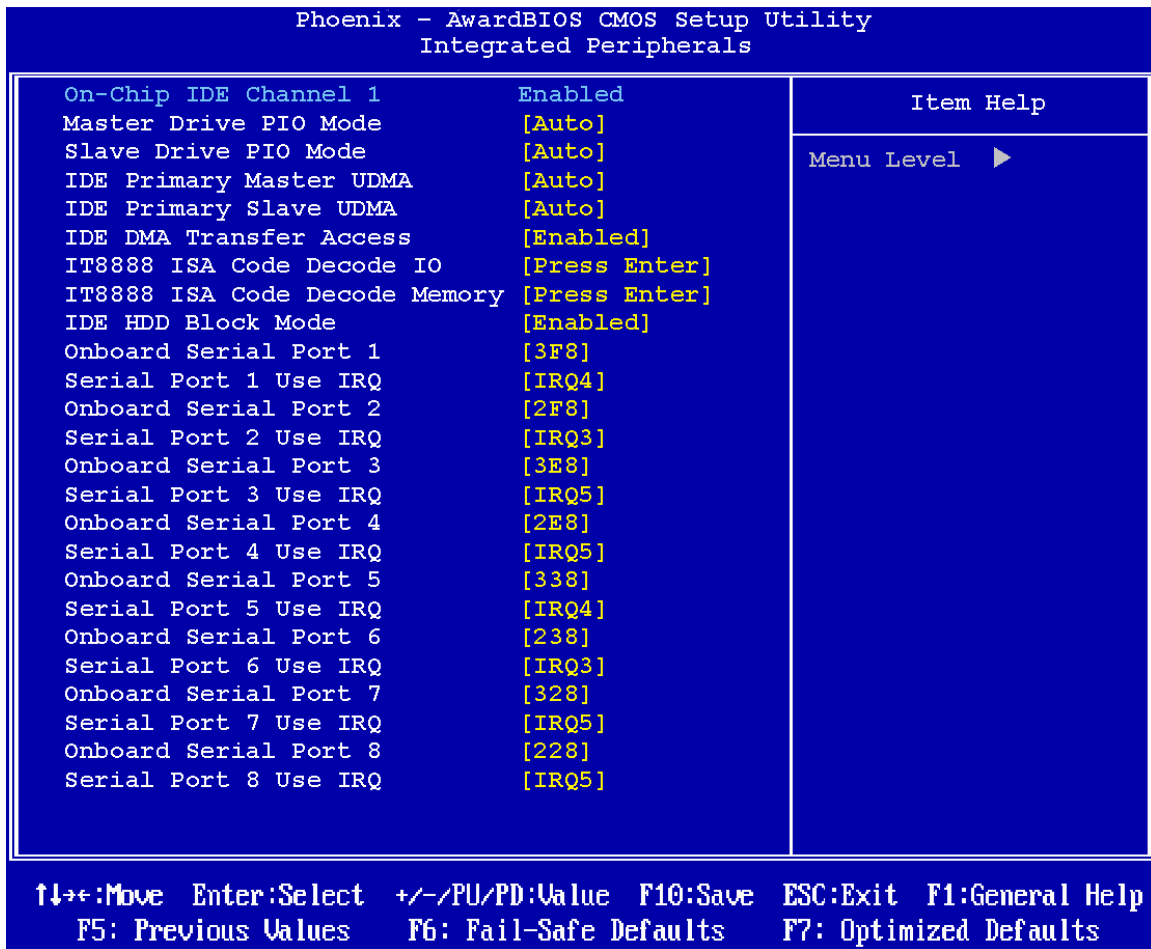 Phoenix - AwardBIOS CMOS Setup Utility
Integrated Peripherals
On-Chip IDE Channel 1 Enabled
Master Drive PIO Mode [Auto]
Slave Drive PIO Mode [Auto]
IDE Primary Master UDMA [Auto]
IDE Primary Slave UDMA [Auto]
IDE DMA Transfer Access [Enabled]
IT8888 ISA Code Decode IO [Press Enter]
IT8888 ISA Code Decode Memory [Press Enter]
IDE HDD Block Mode [Enabled]
Onboard Serial Port 1 [3F8]
Serial Port 1 Use IRQ [IRQ4]
Onboard Serial Port 2 [2F8]
Serial Port 2 Use IRQ [IRQ3]
Onboard Serial Port 3 [3E8]
Serial Port 3 Use IRQ [IRQ5]
Onboard Serial Port 4 [2E8]
Serial Port 4 Use IRQ [IRQ5]
Onboard Serial Port 5 [338]
Serial Port 5 Use IRQ [IRQ4]
Onboard Serial Port 6 [238]
Serial Port 6 Use IRQ [IRQ3]
Onboard Serial Port 7 [328]
Serial Port 7 Use IRQ [IRQ5]
Onboard Serial Port 8 [228]
Serial Port 8 Use IRQ [IRQ5]
Item Help
Menu Level ▶
↑↓→←:Move Enter:Select +/-/PU/PD:Value F10:Save ESC:Exit F1:General Help
F5: Previous Values F6: Fail-Safe Defaults F7: Optimized Defaults